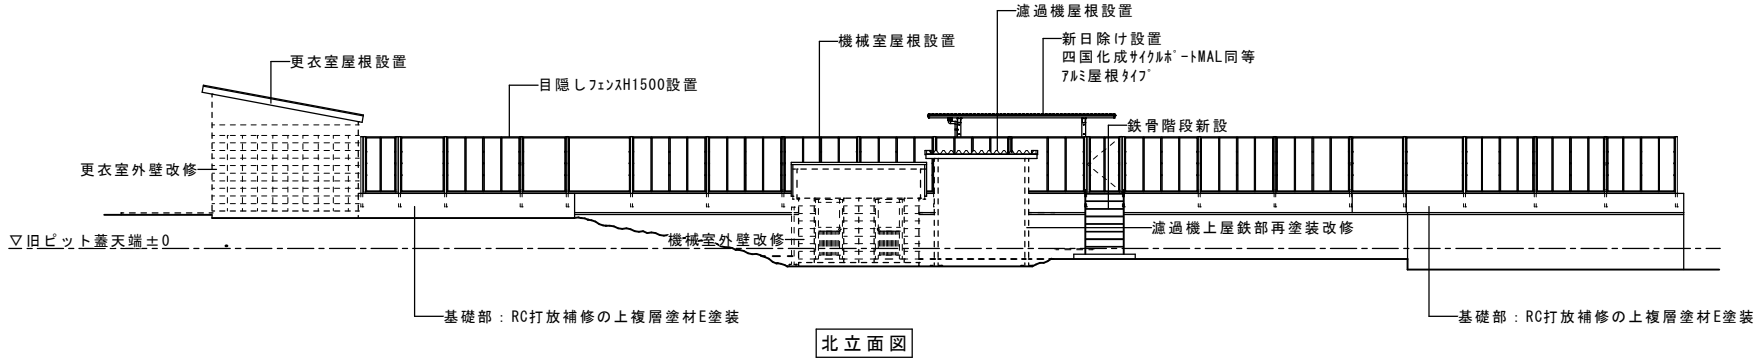 濾過機屋根設置
機械室屋根設置
新日除け設置
四国化成ｻｲｸﾙﾎﾟｰﾄMAL同等
ｱﾙﾐ屋根ﾀｲﾌﾟ
更衣室屋根設置
目隠しﾌｪﾝｽH1500設置
鉄骨階段新設
更衣室外壁改修
▽旧ピット蓋天端±0
機械室外壁改修
濾過機上屋鉄部再塗装改修
基礎部：RC打放補修の上複層塗材E塗装
基礎部：RC打放補修の上複層塗材E塗装
北立面図